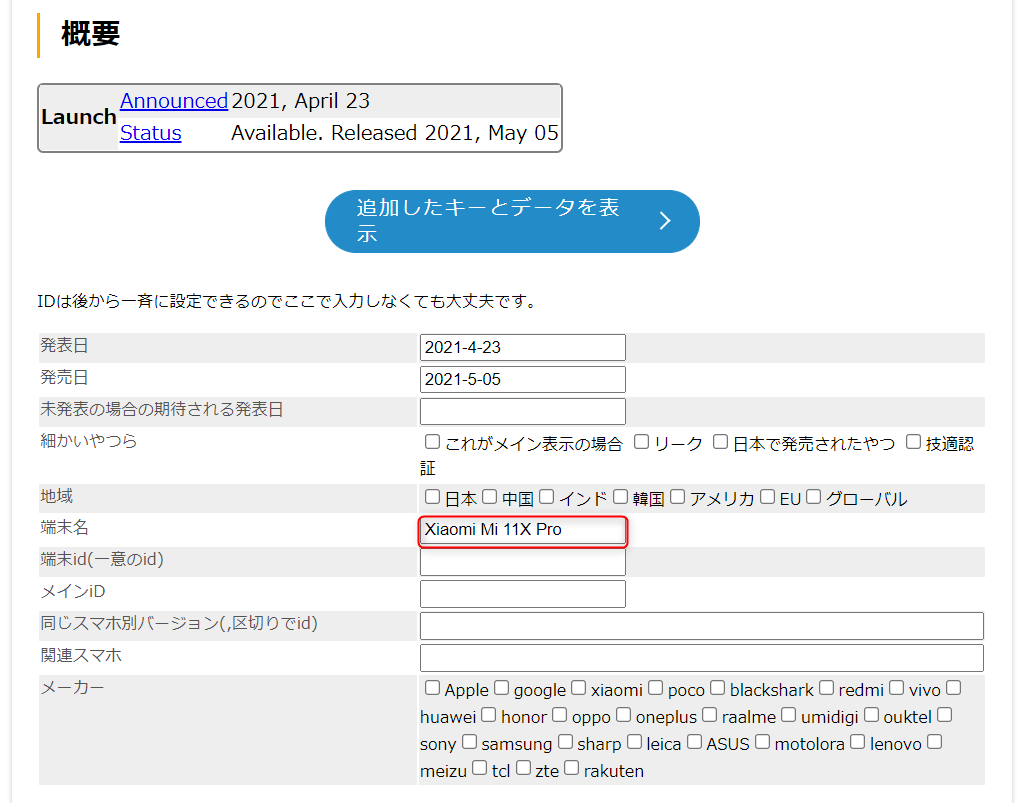 概要
Launch Announced 2021, April 23
Status Available. Released 2021, May 05
追加したキーとデータを表
示
IDは後から一斉に設定できるのでここで入力しなくても大丈夫です。
発表日 2021-4-23
発売日 2021-5-05
未発表の場合の期待される発表日
細かいやつら これがメイン表示の場合 リーク 日本で発売されたやつ 技適認
証
地域 日本 中国 インド 韓国 アメリカ EU グローバル
端末名 Xiaomi Mi 11X Pro
端末id(一意のid)
メインiD
同じスマホ別バージョン(,区切りでid)
関連スマホ
メーカー Apple google xiaomi poco blackshark redmi vivo
huawei honor oppo oneplus raalme umidigi ouktel
sony samsung sharp leica ASUS motolora lenovo
meizu tcl zte rakuten